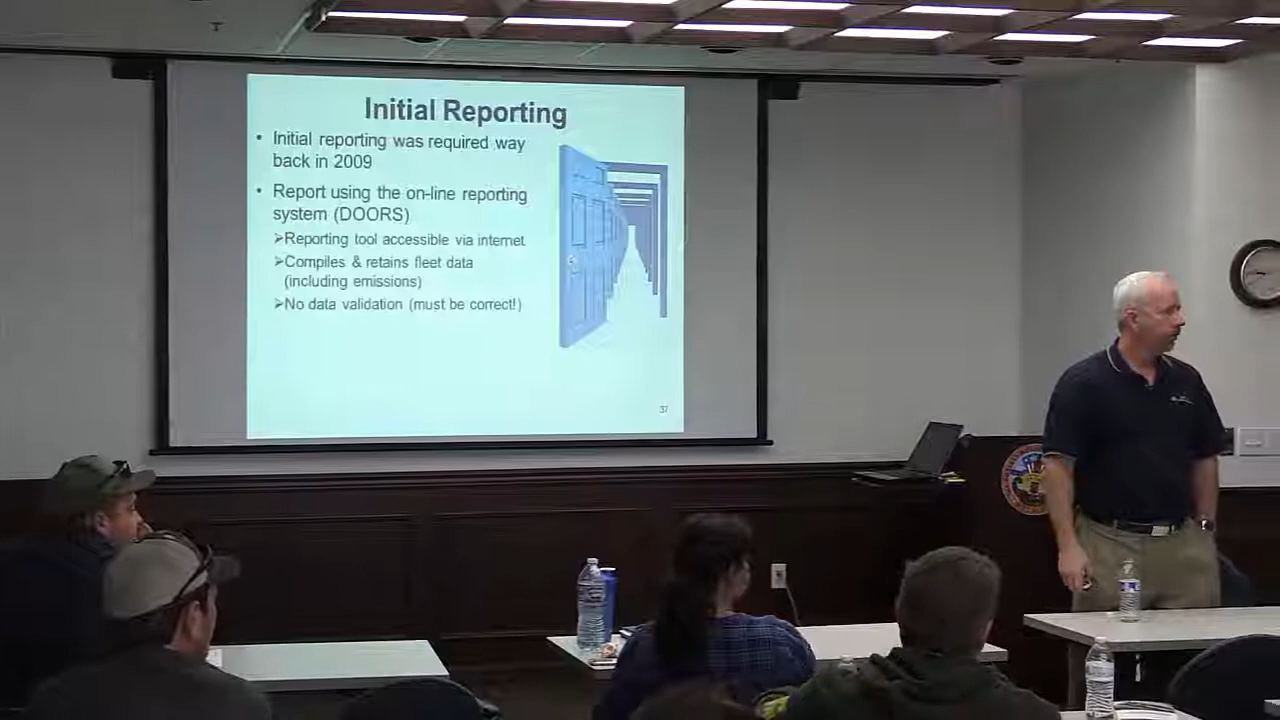 Initial Reporting
• Initial reporting was required way
back in 2009
• Report using the on-line reporting
system (DOORS)
➢Reporting tool accessible via internet
➢Compiles & retains fleet data
(including emissions)
➢No data validation (must be correct!)
37